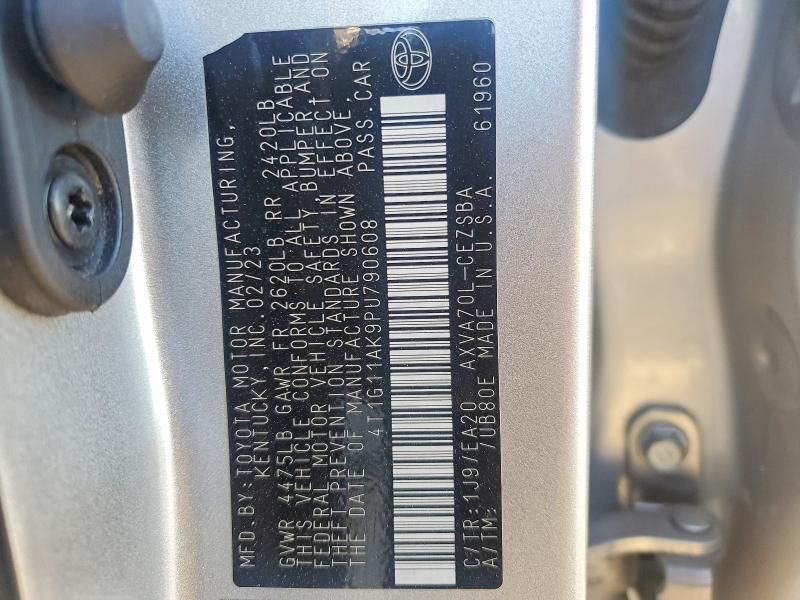 MFD.BY:TOYOTA MOTOR MANUFACTURING,
KENTUCKY, INC.02/23
GVWR 4475LB GAWR FR 2620LB RR 2420LB
THIS VEHICLE CONFORMS TO ALL APPLICABLE
FEDERAL MOTOR VEHICLE SAFETY, BUMPER,AND
THEFT PREVENTION STANDARDS IN EFFECT ON
THE DATE OF MANUFACTURE SHOWN ABOVE.
4T1G11AK9PU790608 PASS.CAR
C/TR:1J9/EA20 AXVA70L-CEZSBA 61960
A/TM: /UB80E MADE IN U.S.A.